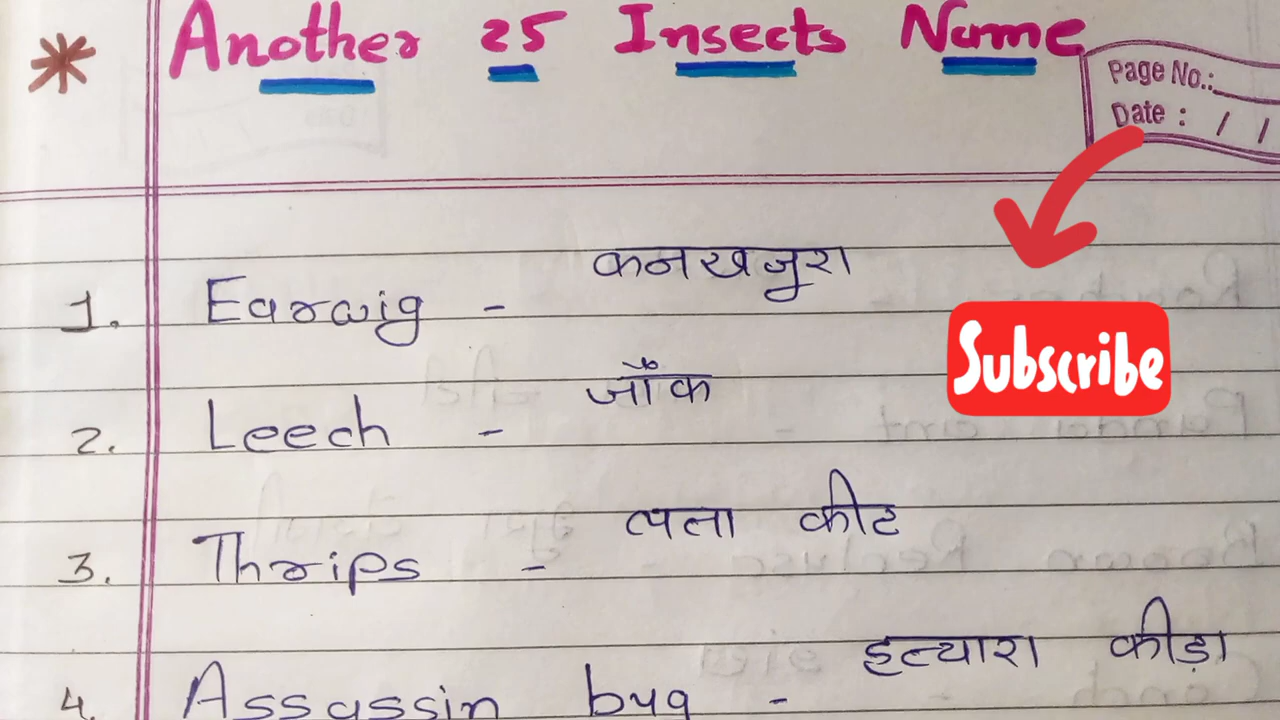 * Another 25 Insects Name
Page No.:
Date : / /
1. Earwig - कनखजुरा
Subscribe
2. Leech - जोंक
3. Thrips - त्पता कीट
4. Assassin bug - हत्यारा कीड़ा